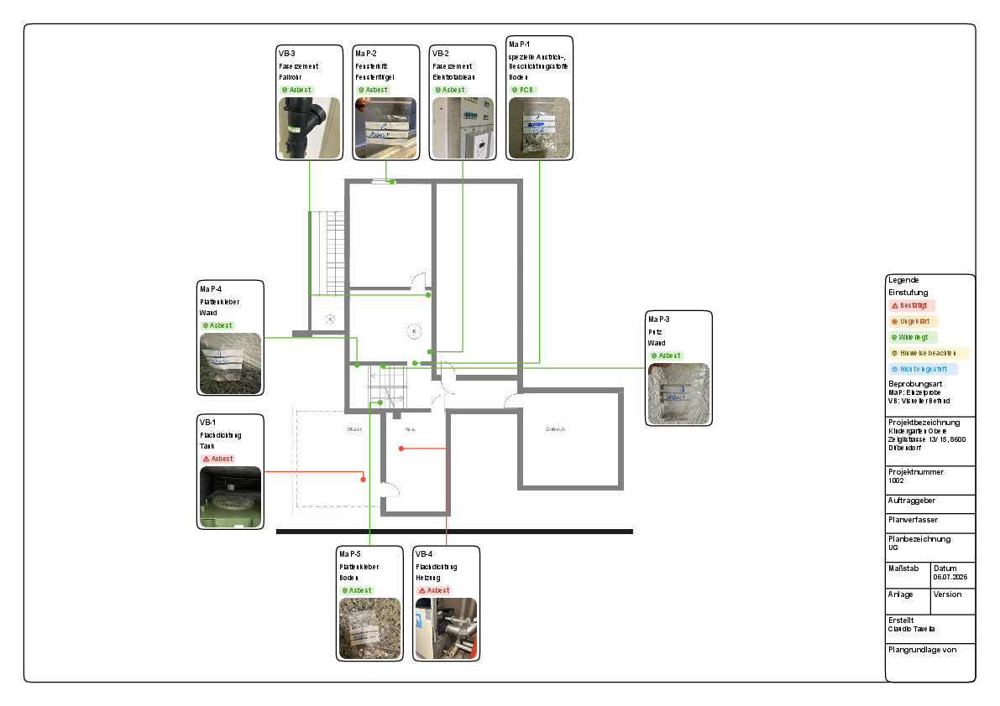 VB-3
Faserzement
Fallrohr
Asbest
MaP-2
Fensterkitt
Fensterflügel
Asbest
VB-2
Faserzement
Elektrotableau
Asbest
MaP-1
spezielle Anstrich-,
Beschichtungsstoffe
Boden
PCB
MaP-4
Plattenkleber
Wand
Asbest
MaP-3
Putz
Wand
Asbest
VB-1
Flachdichtung
Tank
Asbest
K
K
Öltank
Heiz.
Erdreich
MaP-5
Plattenkleber
Boden
Asbest
VB-4
Flachdichtung
Heizung
Asbest
Legende
Einstufung
Bestätigt
Ungeklärt
Widerlegt
Hinweise beachten
Nicht eingestuft
Beprobungsart
MaP: Einzelprobe
VB: Visueller Befund
Projektbezeichnung
Kindergarten Obere
Zelglistrasse 13/15, 8600
Dübendorf
Projektnummer
1002
Auftraggeber
Planverfasser
Planbezeichnung
UG
Maßstab
Datum
06.07.2026
Anlage
Version
Erstellt
Claudio Tavella
Plangrundlage von